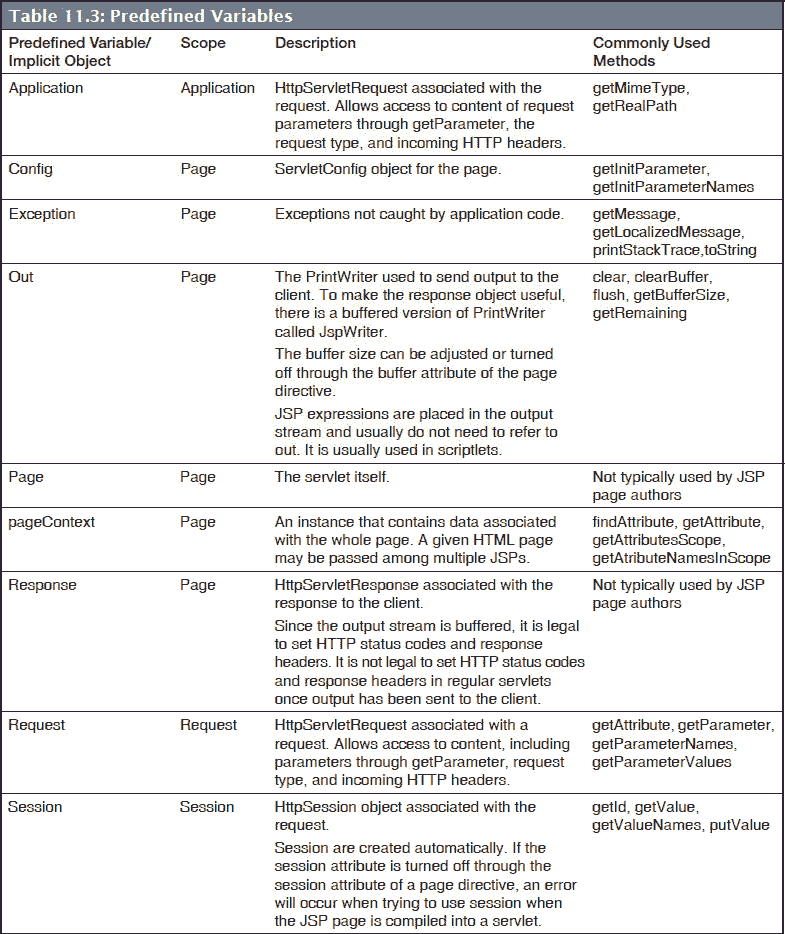 Table 11.3: Predefined Variables
Predefined Variable/ Scope Description Commonly Used
Implicit Object Methods
Application Application HttpServletRequest associated with the getMimeType,
request. Allows access to content of request getRealPath
parameters through getParameter, the
request type, and incoming HTTP headers.
Config Page ServletConfig object for the page. getInitParameter,
getInitParameterNames
Exception Page Exceptions not caught by application code. getMessage,
getLocalizedMessage,
printStackTrace,toString
Out Page The PrintWriter used to send output to the clear, clearBuffer,
client. To make the response object useful, flush, getBufferSize,
there is a buffered version of PrintWriter getRemaining
called JspWriter.
The buffer size can be adjusted or turned
off through the buffer attribute of the page
directive.
JSP expressions are placed in the output
stream and usually do not need to refer to
out. It is usually used in scriptlets.
Page Page The servlet itself. Not typically used by JSP
page authors
pageContext Page An instance that contains data associated findAttribute, getAttribute,
with the whole page. A given HTML page getAttributesScope,
may be passed among multiple JSPs. getAtributeNamesInScope
Response Page HttpServletResponse associated with the Not typically used by JSP
response to the client. page authors
Since the output stream is buffered, it is legal
to set HTTP status codes and response
headers. It is not legal to set HTTP status codes
and response headers in regular servlets
once output has been sent to the client.
Request Request HttpServletRequest associated with a getAttribute, getParameter,
request. Allows access to content, including getParameterNames,
parameters through getParameter, request getParameterValues
type, and incoming HTTP headers.
Session Session HttpSession object associated with the getId, getValue,
request. getValueNames, putValue
Session are created automatically. If the
session attribute is turned off through the
session attribute of a page directive, an error
will occur when trying to use session when
the JSP page is compiled into a servlet.